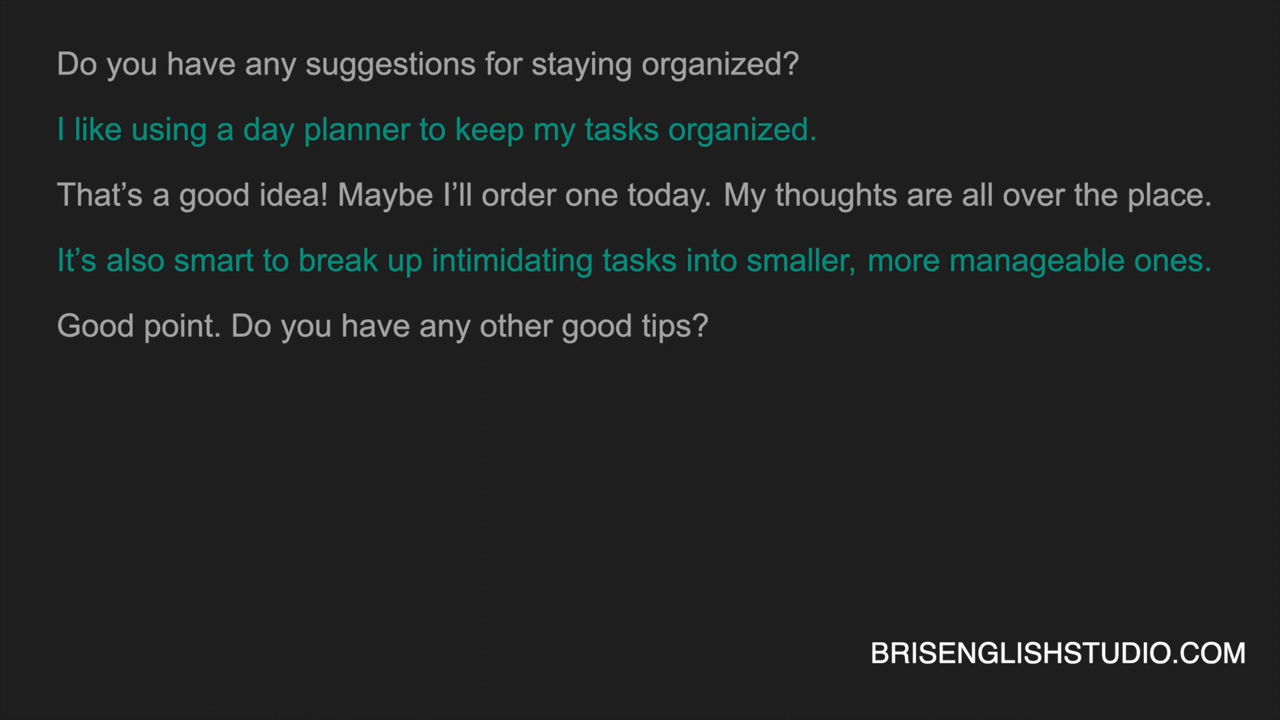 Do you have any suggestions for staying organized?
I like using a day planner to keep my tasks organized.
That’s a good idea! Maybe I’ll order one today. My thoughts are all over the place.
It’s also smart to break up intimidating tasks into smaller, more manageable ones.
Good point. Do you have any other good tips?
BRISENGLISHSTUDIO.COM